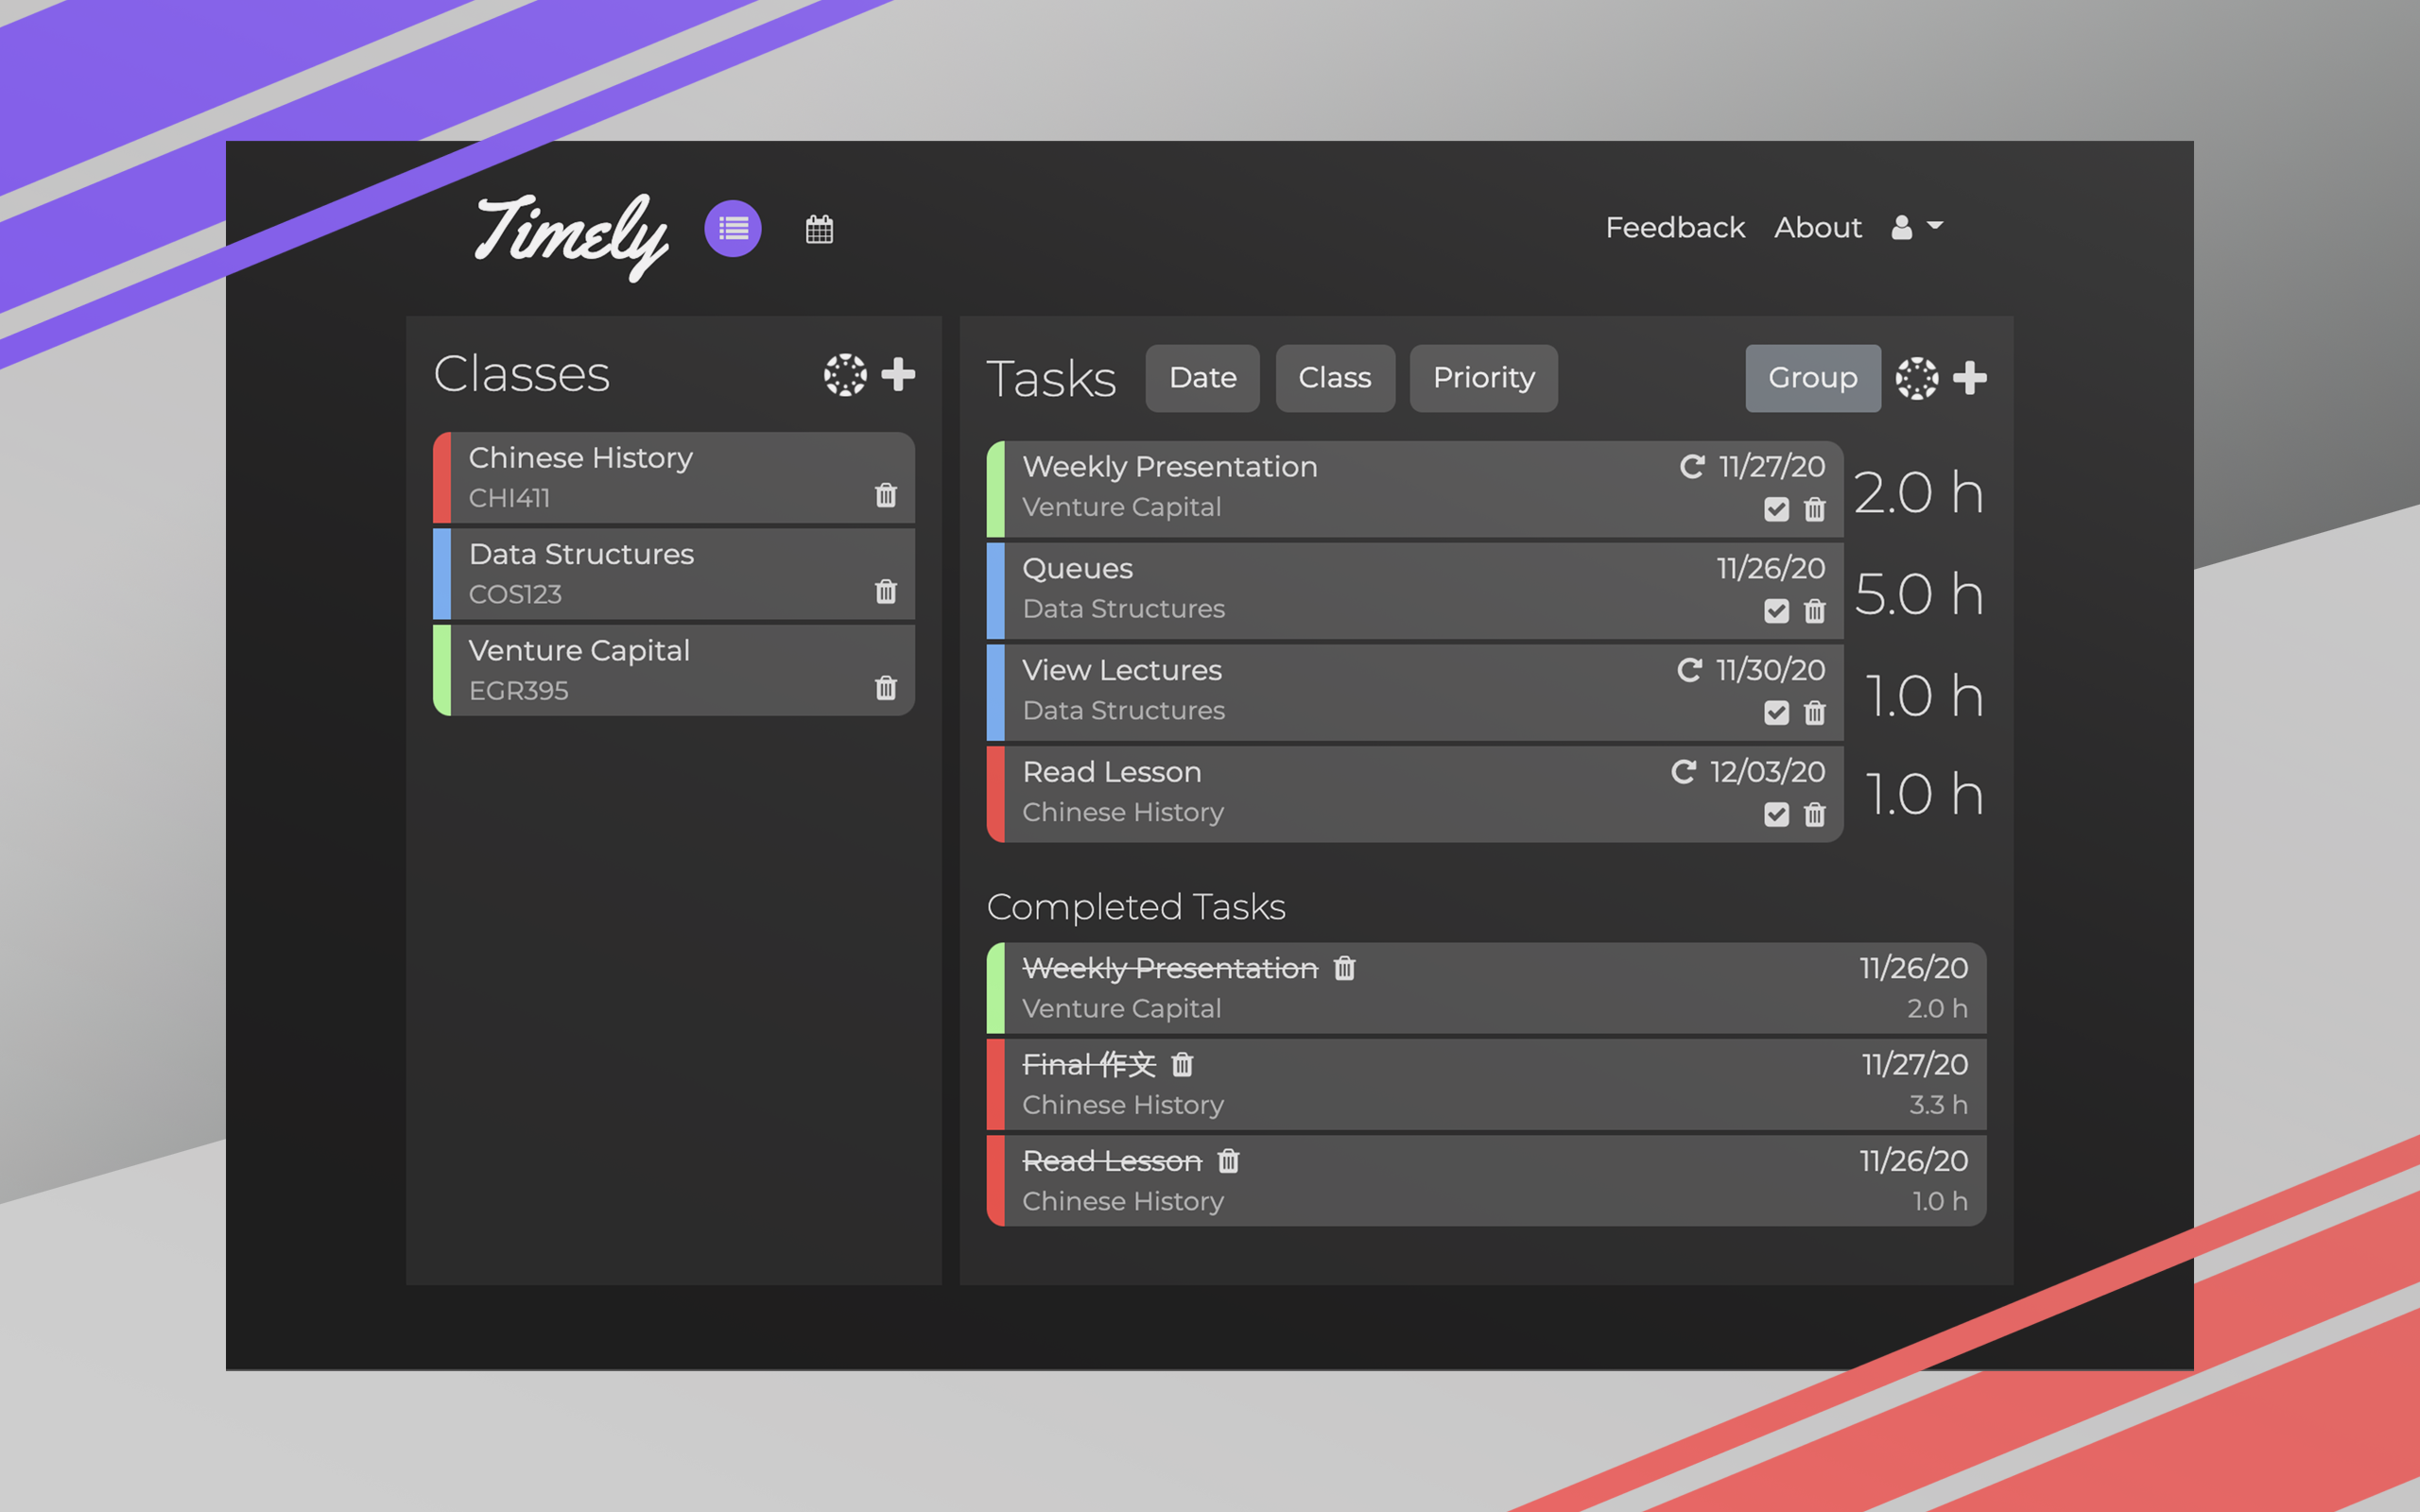 Timely
Feedback About
Classes
Chinese History
CHI411
Data Structures
COS123
Venture Capital
EGR395
Tasks Date Class Priority Group
Weekly Presentation 11/27/20
Venture Capital
2.0 h
Queues 11/26/20
Data Structures
5.0 h
View Lectures 11/30/20
Data Structures
1.0 h
Read Lesson 12/03/20
Chinese History
1.0 h
Completed Tasks
Weekly Presentation 11/26/20
Venture Capital 2.0 h
Final 作文 11/27/20
Chinese History 3.3 h
Read Lesson 11/26/20
Chinese History 1.0 h